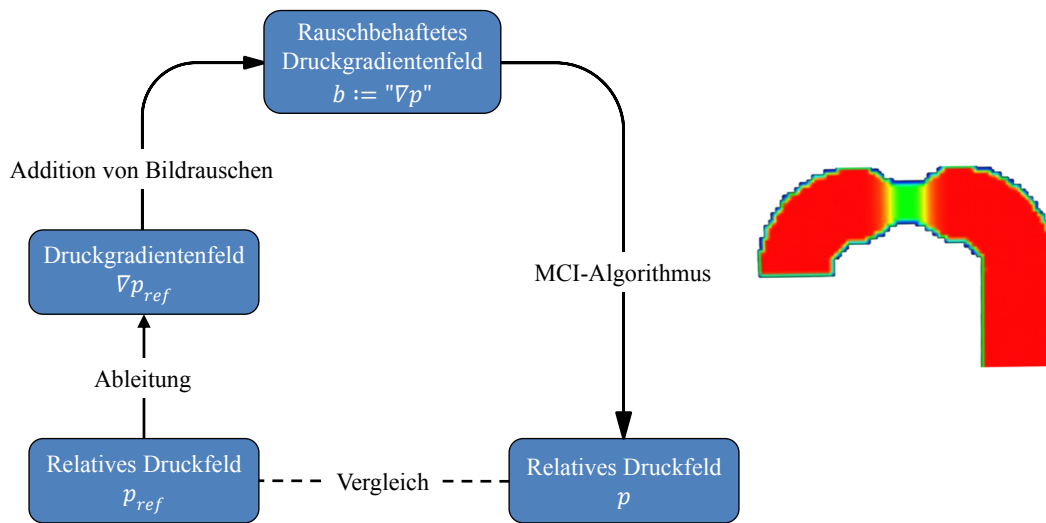 Rauschbehaftetes
Druckgradientenfeld
b := "∇p"
Addition von Bildrauschen
Druckgradientenfeld
∇p_ref
MCI-Algorithmus
Ableitung
Relatives Druckfeld
p_ref
Vergleich
Relatives Druckfeld
p